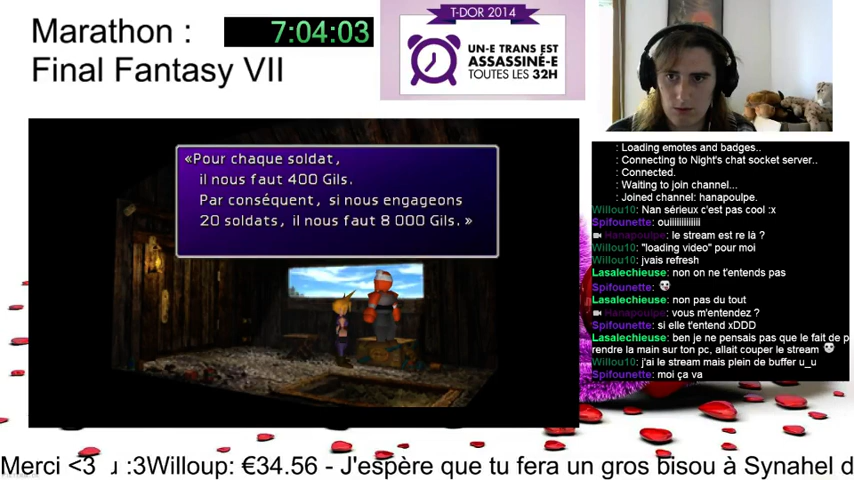 Marathon :
Final Fantasy VII
7:04:03
T-DOR 2014
UN-E TRANS EST
ASSASSINÉ-E
TOUTES LES 32H
«Pour chaque soldat,
il nous faut 400 Gils.
Par conséquent, si nous engageons
20 soldats, il nous faut 8 000 Gils. »
: Loading emotes and badges..
: Connecting to Night's chat socket server..
: Connected.
: Waiting to join channel...
: Joined channel: hanapoulpe.
Willou10: Nan sérieux c'est pas cool :x
Spifounette: ouiiiiiiiiiiiii
Hanapoulpe: le stream est re là ?
Willou10: "loading video" pour moi
Willou10: jvais refresh
Lasalechieuse: non on ne t'entends pas
Spifounette:
Lasalechieuse: non pas du tout
Hanapoulpe: vous m'entendez ?
Spifounette: si elle t'entend xDDD
Lasalechieuse: ben je ne pensais pas que le fait de p
rendre la main sur ton pc, allait couper le stream
Willou10: j'ai le stream mais plein de buffer u_u
Spifounette: moi ça va
Merci <3 :3Willoup: €34.56 - J'espère que tu fera un gros bisou à Synahel d